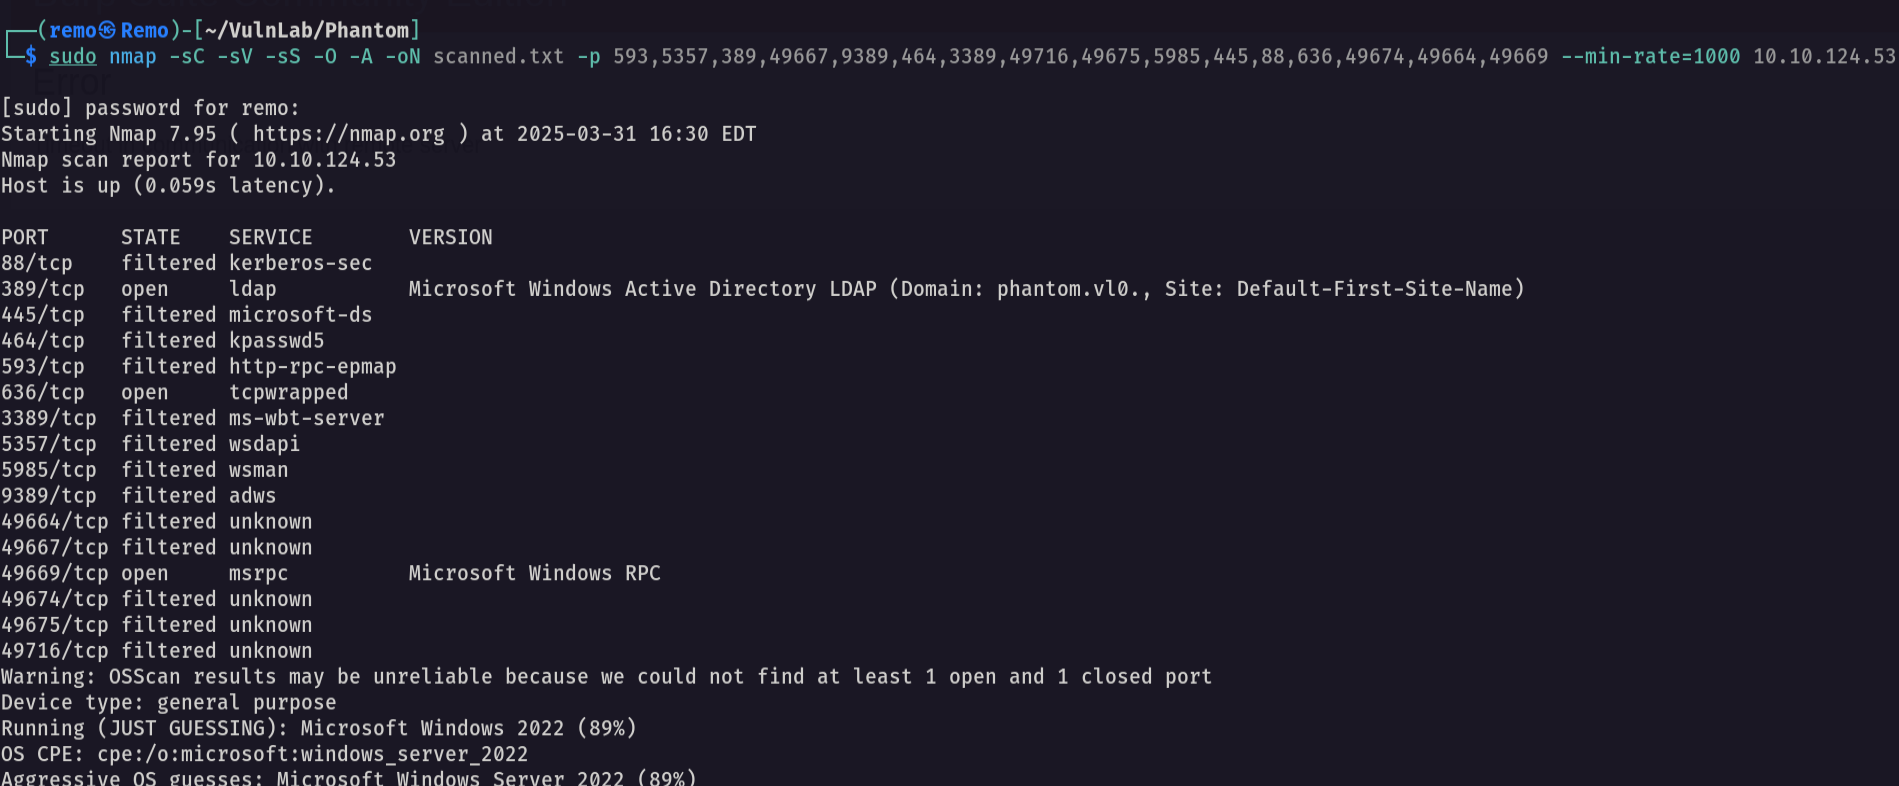 ┌──(remo㉿Remo)-[~/VulnLab/Phantom]
└─$ sudo nmap -sC -sV -sS -O -A -oN scanned.txt -p 593,5357,389,49667,9389,464,3389,49716,49675,5985,445,88,636,49674,49664,49669 --min-rate=1000 10.10.124.53
Error
[sudo] password for remo:
Starting Nmap 7.95 ( https://nmap.org ) at 2025-03-31 16:30 EDT
Nmap scan report for 10.10.124.53
Host is up (0.059s latency).
PORT      STATE    SERVICE        VERSION
88/tcp    filtered kerberos-sec
389/tcp   open     ldap           Microsoft Windows Active Directory LDAP (Domain: phantom.vl0., Site: Default-First-Site-Name)
445/tcp   filtered microsoft-ds
464/tcp   filtered kpasswd5
593/tcp   filtered http-rpc-epmap
636/tcp   open     tcpwrapped
3389/tcp  filtered ms-wbt-server
5357/tcp  filtered wsdapi
5985/tcp  filtered wsman
9389/tcp  filtered adws
49664/tcp filtered unknown
49667/tcp filtered unknown
49669/tcp open     msrpc          Microsoft Windows RPC
49674/tcp filtered unknown
49675/tcp filtered unknown
49716/tcp filtered unknown
Warning: OSScan results may be unreliable because we could not find at least 1 open and 1 closed port
Device type: general purpose
Running (JUST GUESSING): Microsoft Windows 2022 (89%)
OS CPE: cpe:/o:microsoft:windows_server_2022
Aggressive OS guesses: Microsoft Windows Server 2022 (89%)